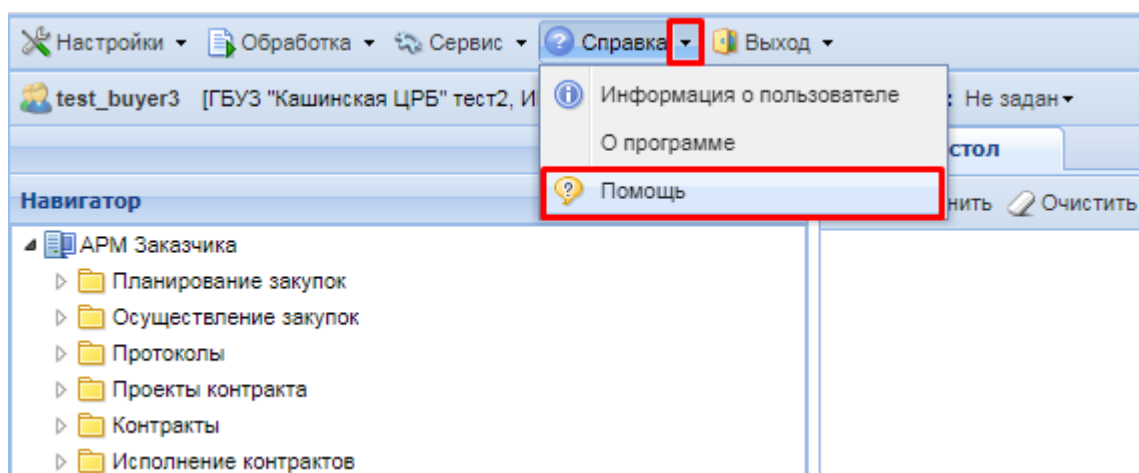 Настройки Обработка Сервис Справка Выход
test_buyer3 [ГБУЗ "Кашинская ЦРБ" тест2, И
Информация о пользователе
: Не задан
О программе
стол
Навигатор
Помощь
нить Очистить
АРМ Заказчика
Планирование закупок
Осуществление закупок
Протоколы
Проекты контракта
Контракты
Исполнение контрактов